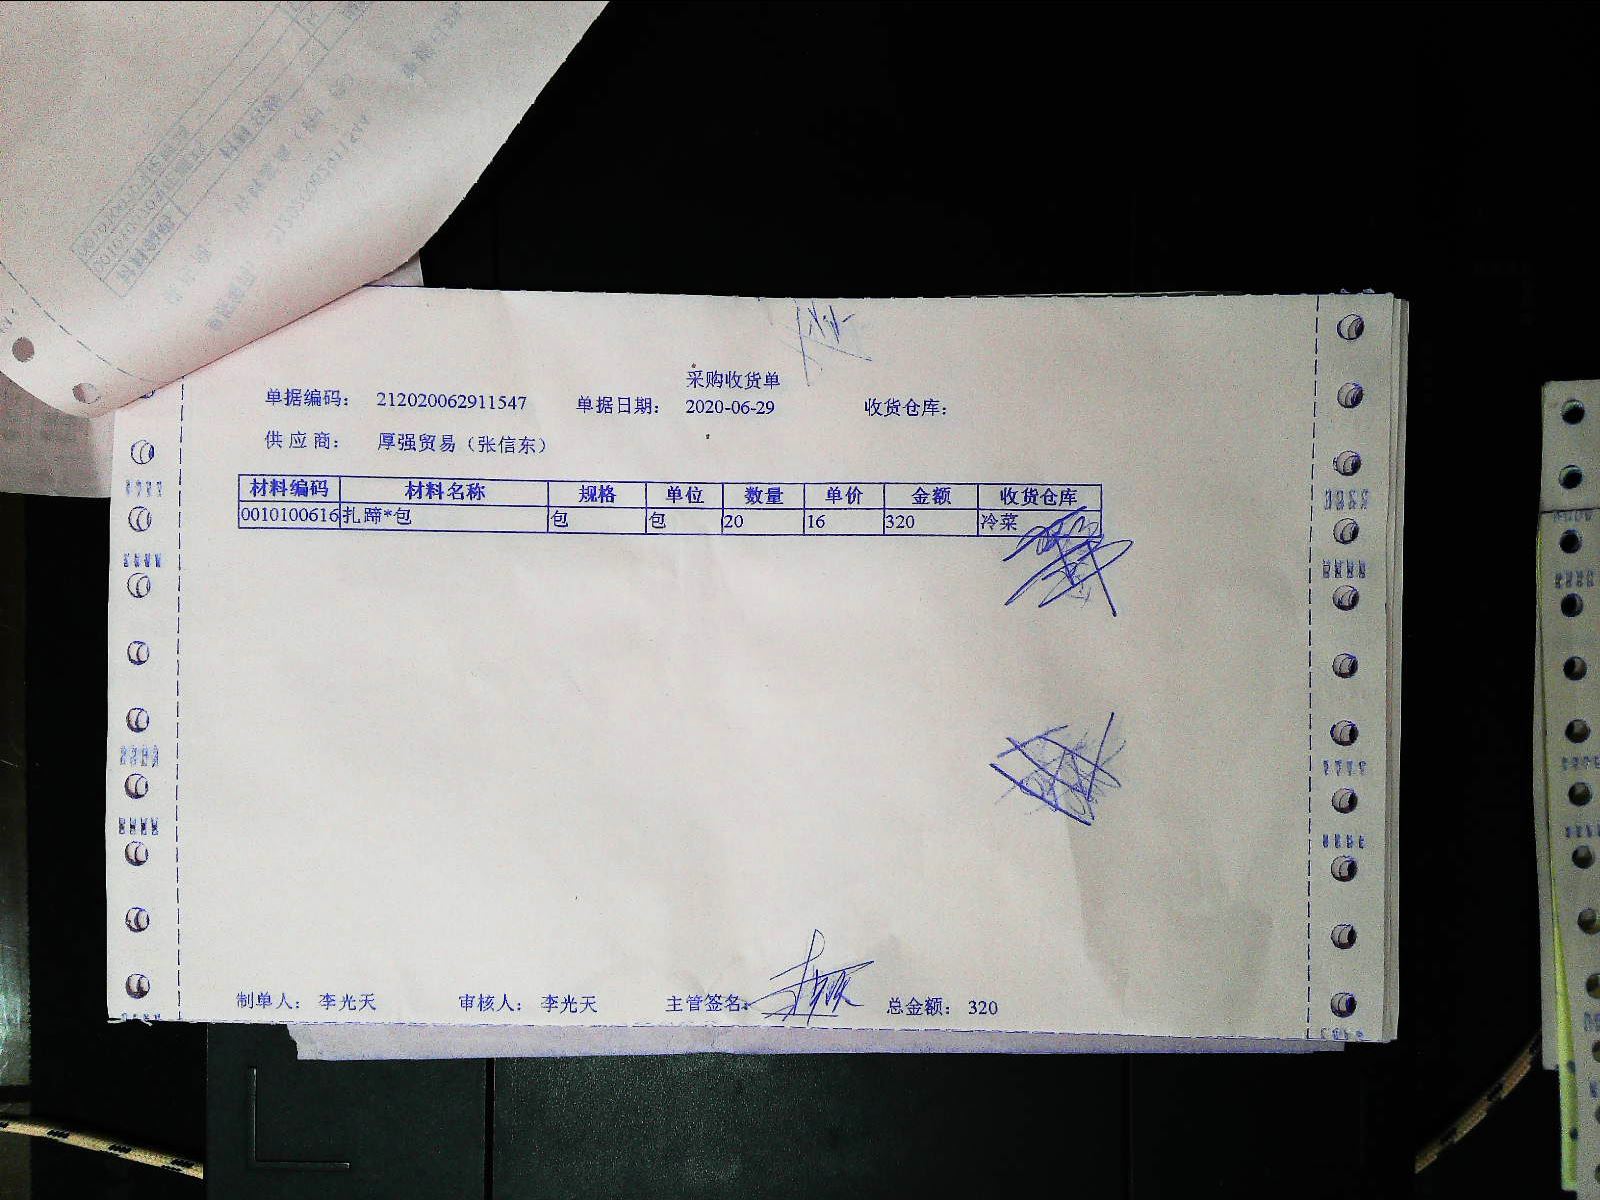 采购收货单
单据编码： 212020062911547 单据日期： 2020-06-29 收货仓库：
供应商： 厚强贸易（张信东）
材料编码 材料名称 规格 单位 数量 单价 金额 收货仓库
0010100616 扎蹄*包 包 包 20 16 320 冷菜
制单人： 李光天 审核人： 李光天 主管签名： 总金额： 320